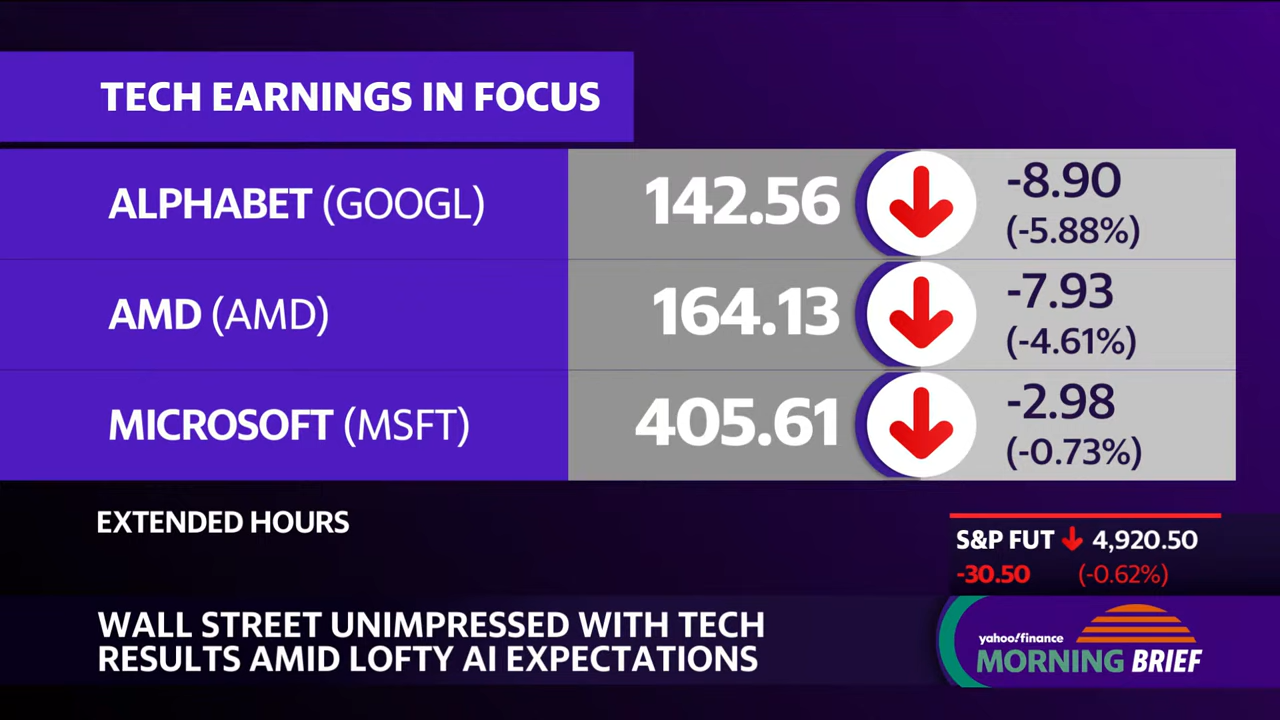 TECH EARNINGS IN FOCUS
ALPHABET (GOOGL) 142.56 -8.90 (-5.88%)
AMD (AMD) 164.13 -7.93 (-4.61%)
MICROSOFT (MSFT) 405.61 -2.98 (-0.73%)
EXTENDED HOURS
S&P FUT 4,920.50
-30.50 (-0.62%)
WALL STREET UNIMPRESSED WITH TECH
RESULTS AMID LOFTY AI EXPECTATIONS
yahoo!finance
MORNING BRIEF